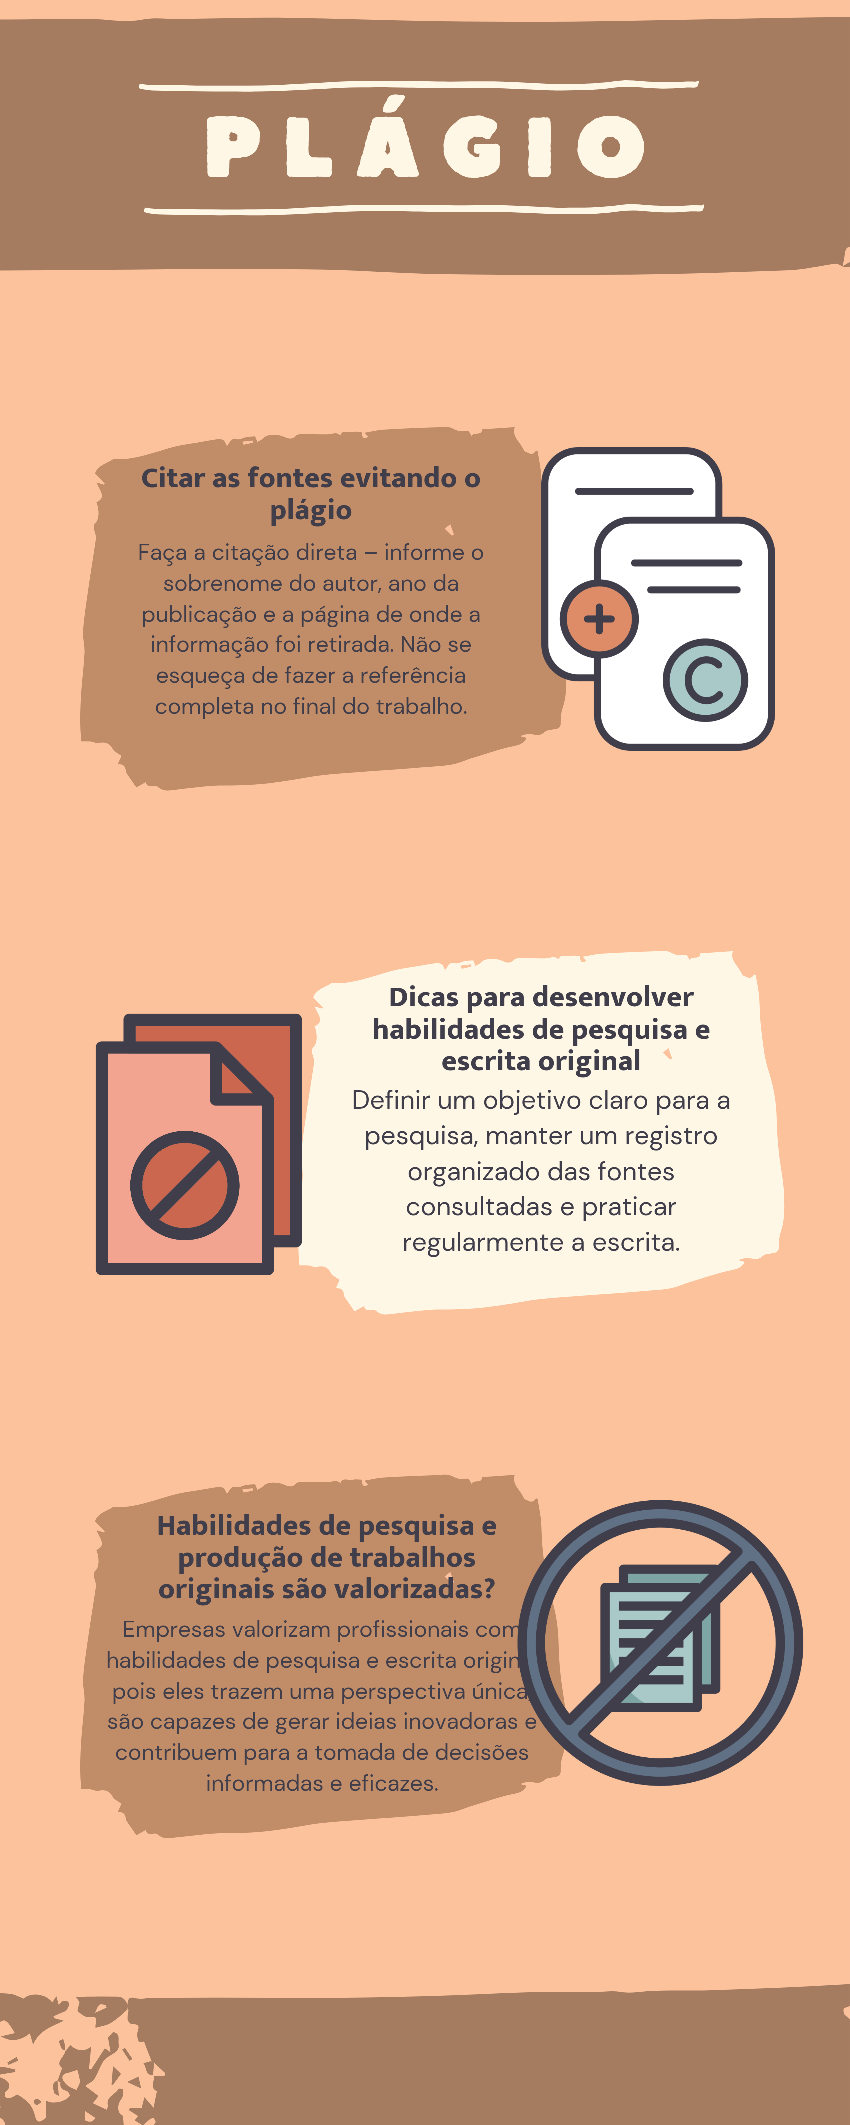 PLÁGIO
Citar as fontes evitando o
plágio
Faça a citação direta – informe o
sobrenome do autor, ano da
publicação e a página de onde a
informação foi retirada. Não se
esqueça de fazer a referência
completa no final do trabalho.
Dicas para desenvolver
habilidades de pesquisa e
escrita original
Definir um objetivo claro para a
pesquisa, manter um registro
organizado das fontes
consultadas e praticar
regularmente a escrita.
Habilidades de pesquisa e
produção de trabalhos
originais são valorizadas?
Empresas valorizam profissionais com
habilidades de pesquisa e escrita
pois eles trazem uma perspectiva única
são capazes de gerar ideias inovadoras e
contribuem para a tomada de decisões
informadas e eficazes.
C